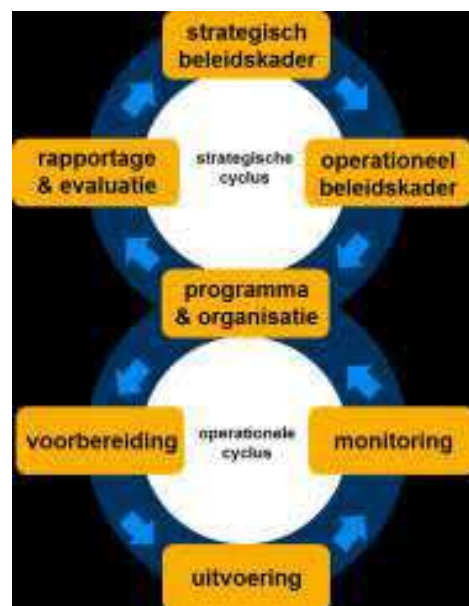 strategisch
beleidskader
rapportage
& evaluatie
strategische
cyclus
operationeel
beleidskader
programma
& organisatie
voorbereiding
operationele
cyclus
monitoring
uitvoering